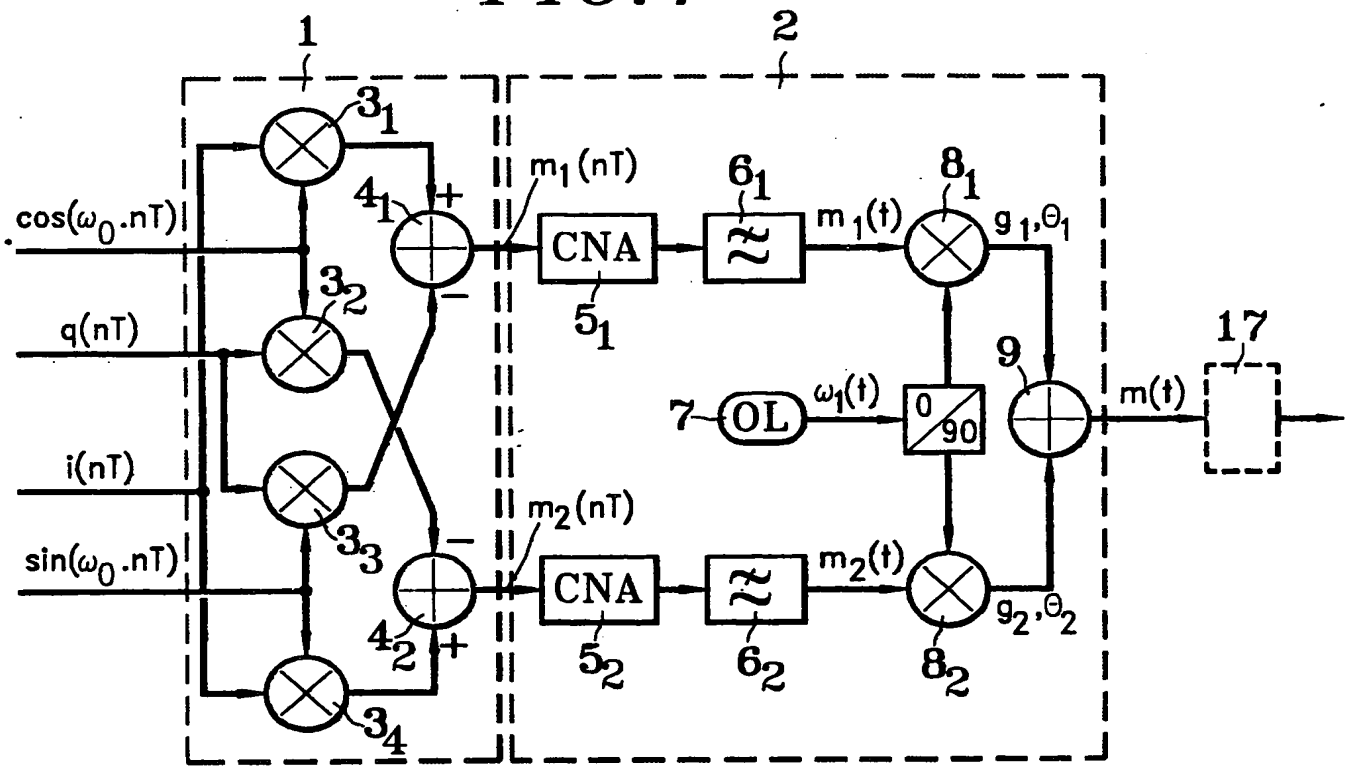 1
2
3₁
cos(ω₀.nT)
4₁
+
−
m₁(nT)
CNA
5₁
6₁
m₁(t)
8₁
g₁,θ₁
3₂
q(nT)
7
OL
ω₁(t)
0
90
9
m(t)
17
i(nT)
3₃
sin(ω₀.nT)
−
4₂
+
m₂(nT)
CNA
5₂
6₂
m₂(t)
8₂
g₂,θ₂
3₄